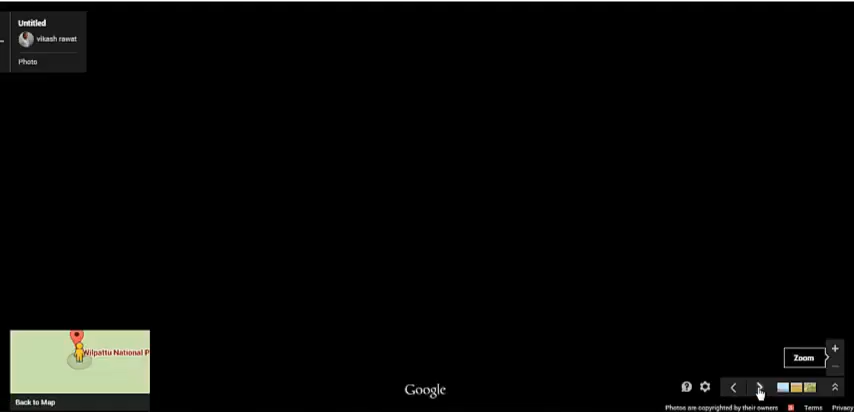 Untitled
vikash rawat
Photo
Wilpattu National P
Back to Map
Google
Zoom
Photos are copyrighted by their owners
Terms
Privacy